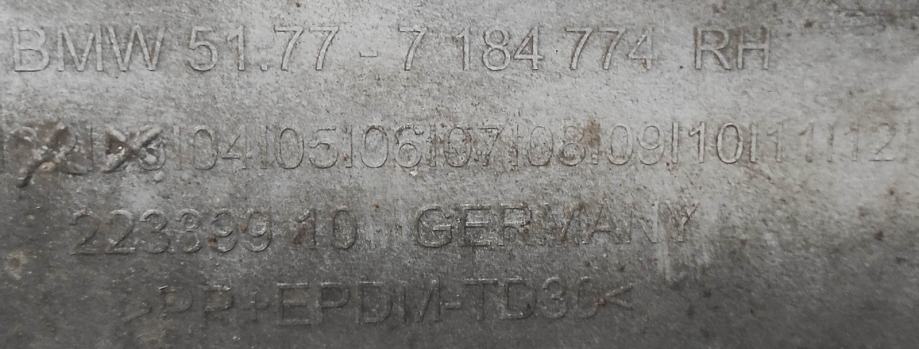 BMW 51.77 - 7 184 774 RH
|04|05|06|07|08|09|10|11|12|
223899 10 GERMANY
>PP+EPDM-TD30<